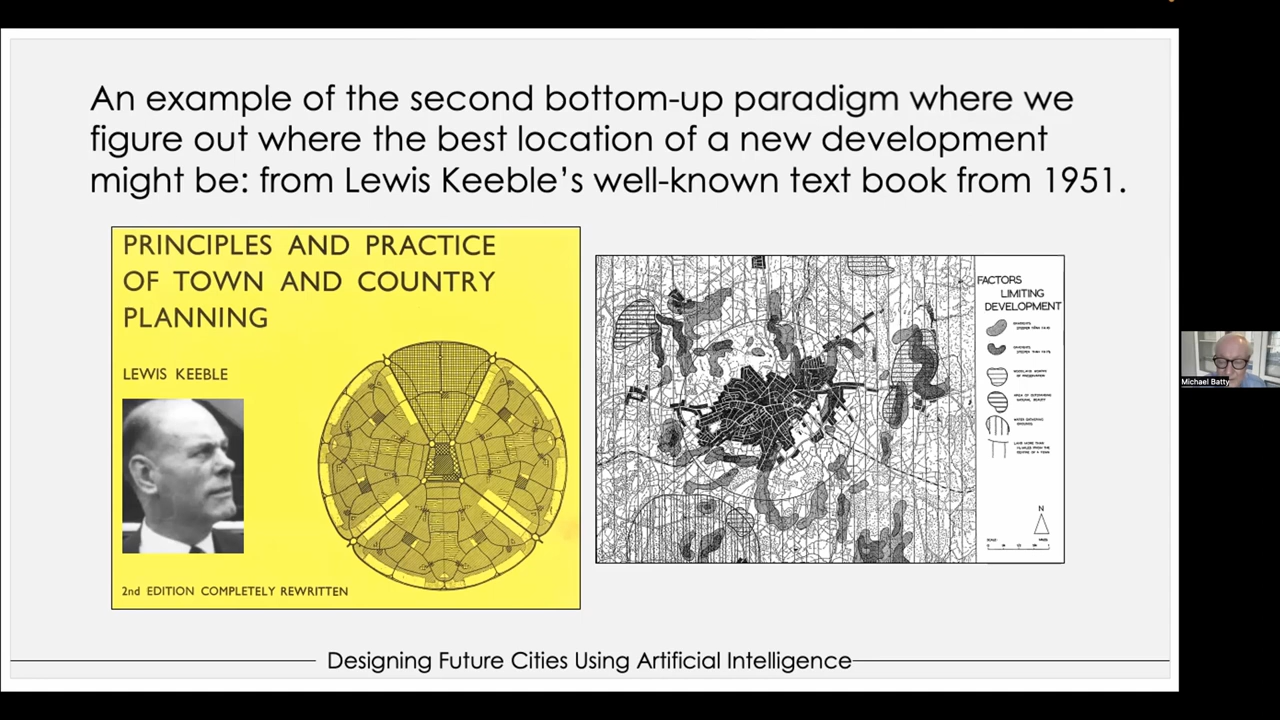 An example of the second bottom-up paradigm where we
figure out where the best location of a new development
might be: from Lewis Keeble’s well-known text book from 1951.
PRINCIPLES AND PRACTICE
OF TOWN AND COUNTRY
PLANNING
LEWIS KEEBLE
2nd EDITION COMPLETELY REWRITTEN
FACTORS
LIMITING
DEVELOPMENT
N
Designing Future Cities Using Artificial Intelligence
Michael Batty